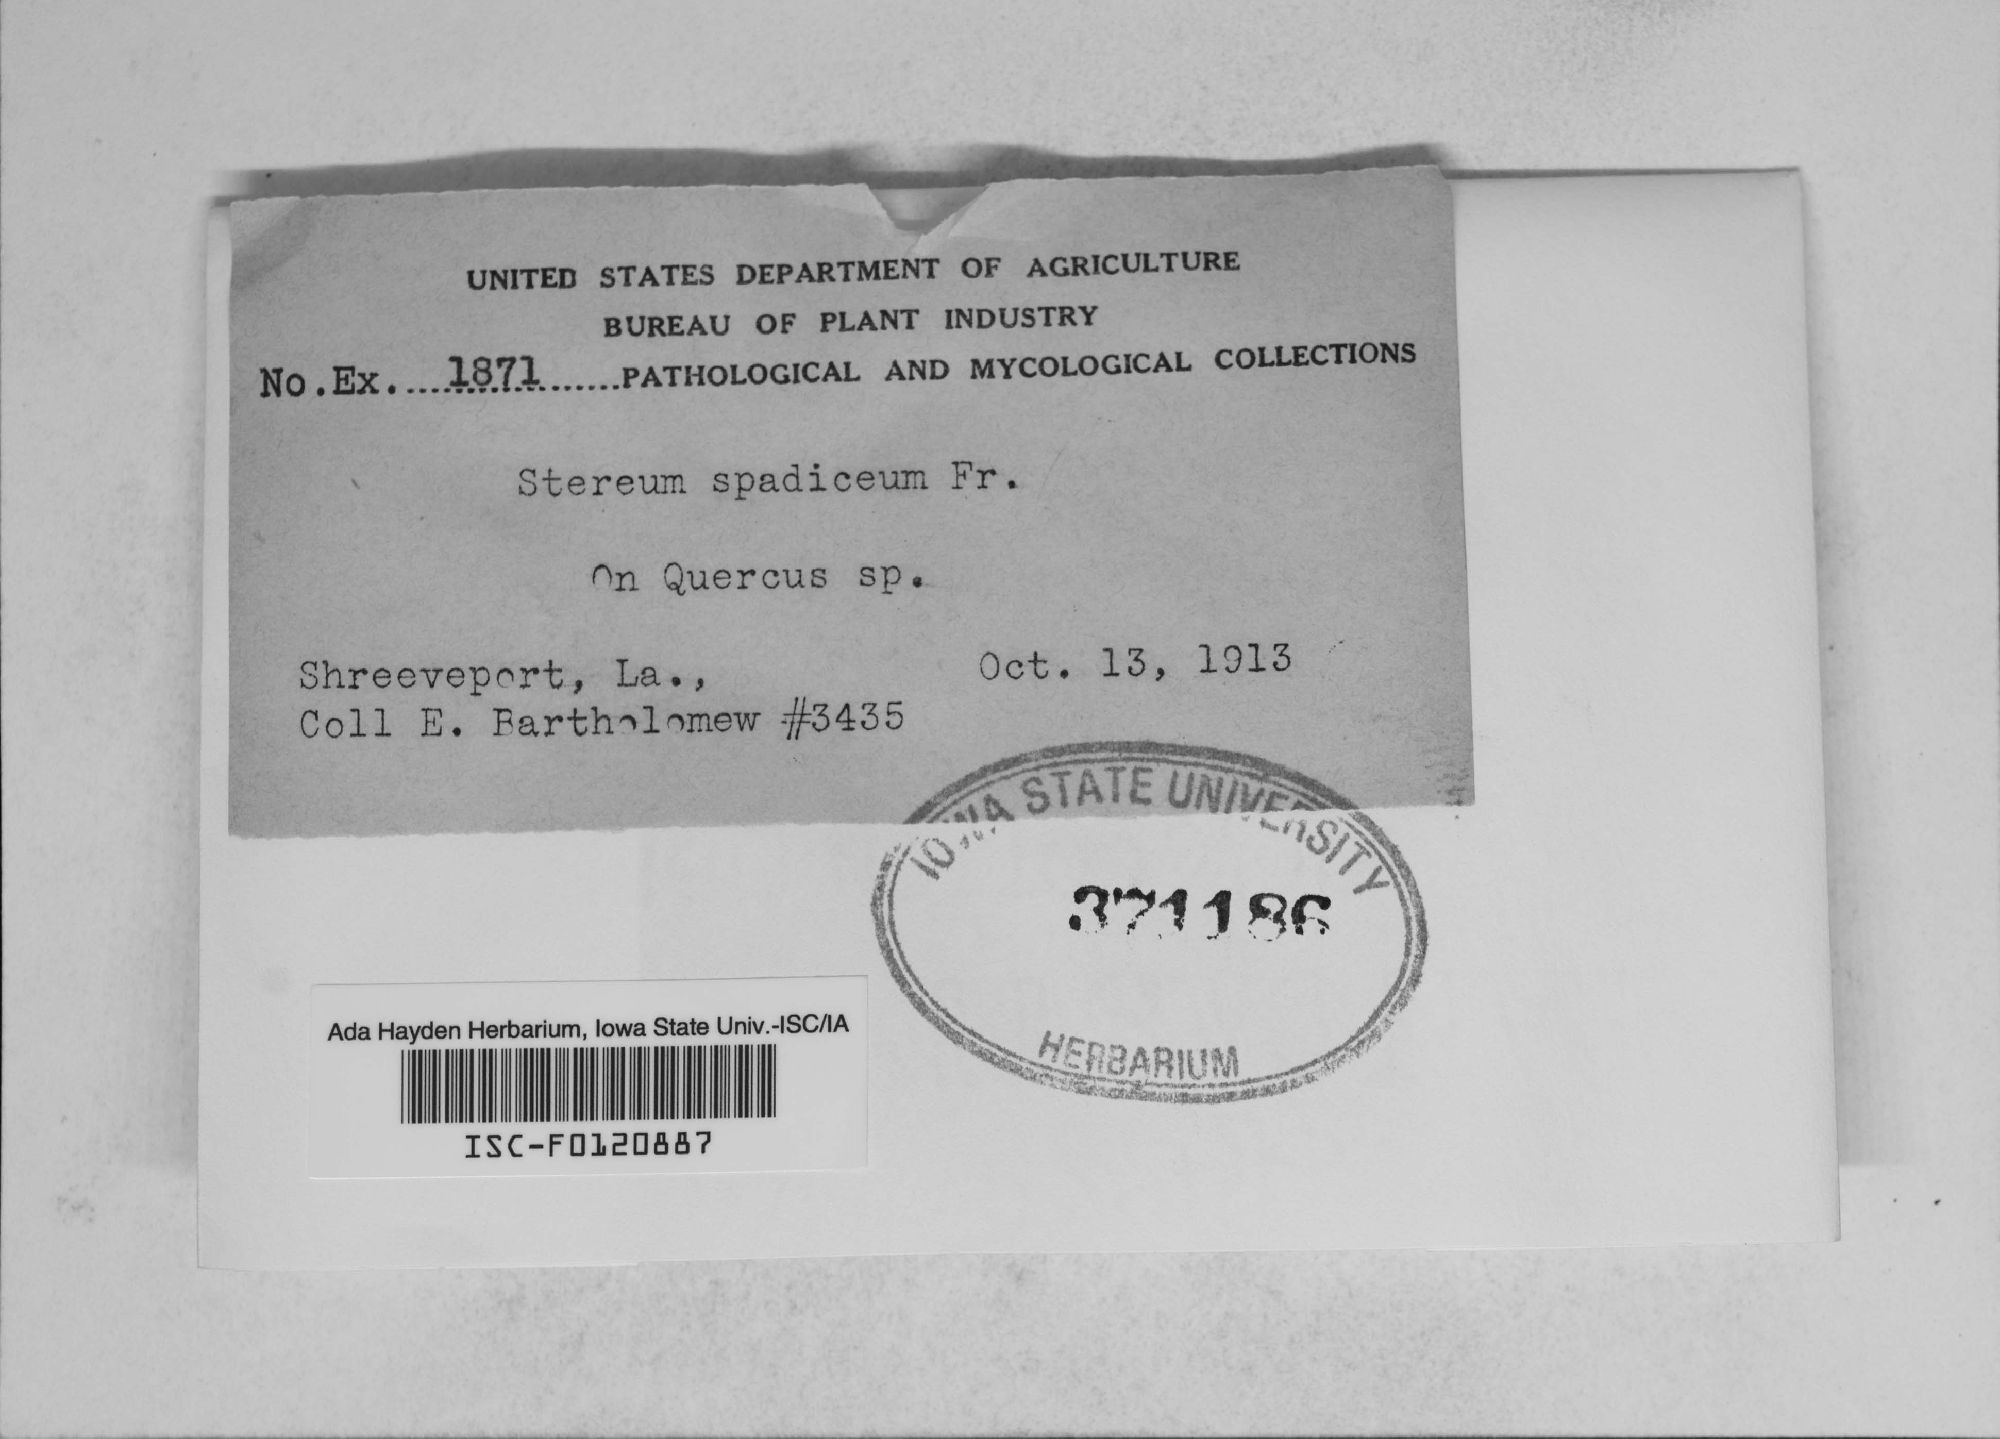 UNITED STATES DEPARTMENT OF AGRICULTURE
BUREAU OF PLANT INDUSTRY
No.Ex.....1871.......PATHOLOGICAL AND MYCOLOGICAL COLLECTIONS
Stereum spadiceum Fr.
On Quercus sp.
Shreeveport, La., Oct. 13, 1913
Coll E. Bartholomew #3435
IOWA STATE UNIVERSITY
371186
HERBARIUM
Ada Hayden Herbarium, Iowa State Univ.-ISC/IA
ISC-F0120887